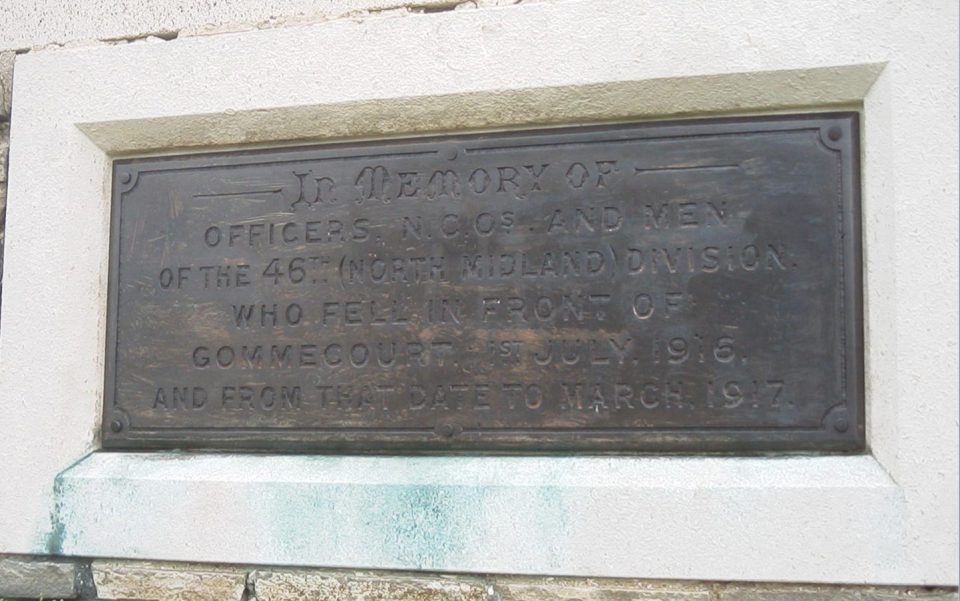 In Memory of
OFFICERS. N.C.Os. AND MEN
OF THE 46TH (NORTH MIDLAND) DIVISION.
WHO FELL IN FRONT OF
GOMMECOURT. 1ST JULY. 1916.
AND FROM THAT DATE TO MARCH. 1917.